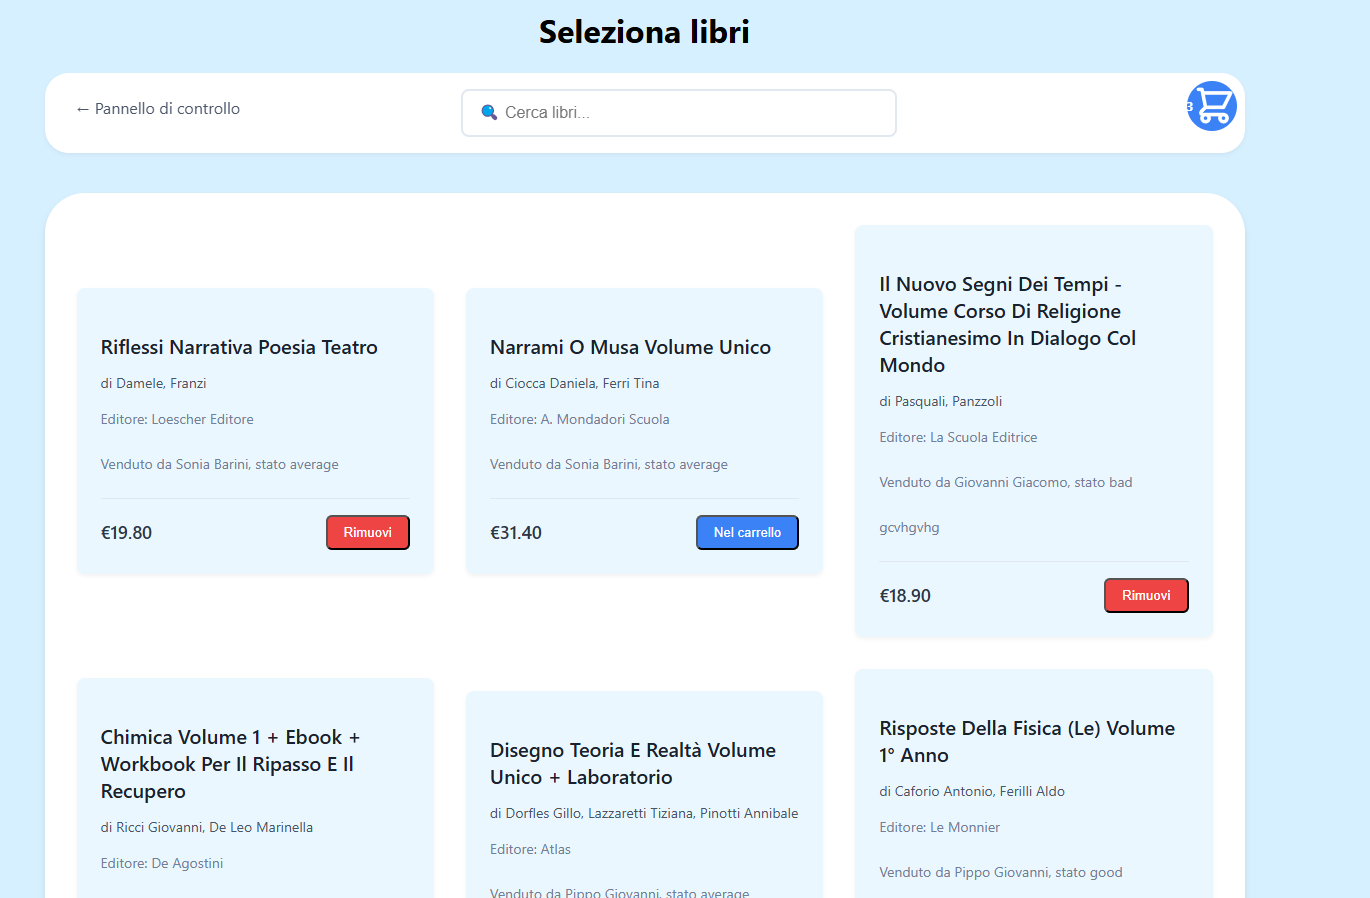 Seleziona libri
← Pannello di controllo
Cerca libri...
3
Riflessi Narrativa Poesia Teatro
di Damele, Franzi
Editore: Loescher Editore
Venduto da Sonia Barini, stato average
€19.80
Rimuovi
Narrami O Musa Volume Unico
di Ciocca Daniela, Ferri Tina
Editore: A. Mondadori Scuola
Venduto da Sonia Barini, stato average
€31.40
Nel carrello
Il Nuovo Segni Dei Tempi -
Volume Corso Di Religione
Cristianesimo In Dialogo Col
Mondo
di Pasquali, Panzzoli
Editore: La Scuola Editrice
Venduto da Giovanni Giacomo, stato bad
gcvhgvhg
€18.90
Rimuovi
Chimica Volume 1 + Ebook +
Workbook Per Il Ripasso E Il
Recupero
di Ricci Giovanni, De Leo Marinella
Editore: De Agostini
Disegno Teoria E Realtà Volume
Unico + Laboratorio
di Dorfles Gillo, Lazzaretti Tiziana, Pinotti Annibale
Editore: Atlas
Venduto da Pippo Giovanni, stato average
Risposte Della Fisica (Le) Volume
1° Anno
di Caforio Antonio, Ferilli Aldo
Editore: Le Monnier
Venduto da Pippo Giovanni, stato good